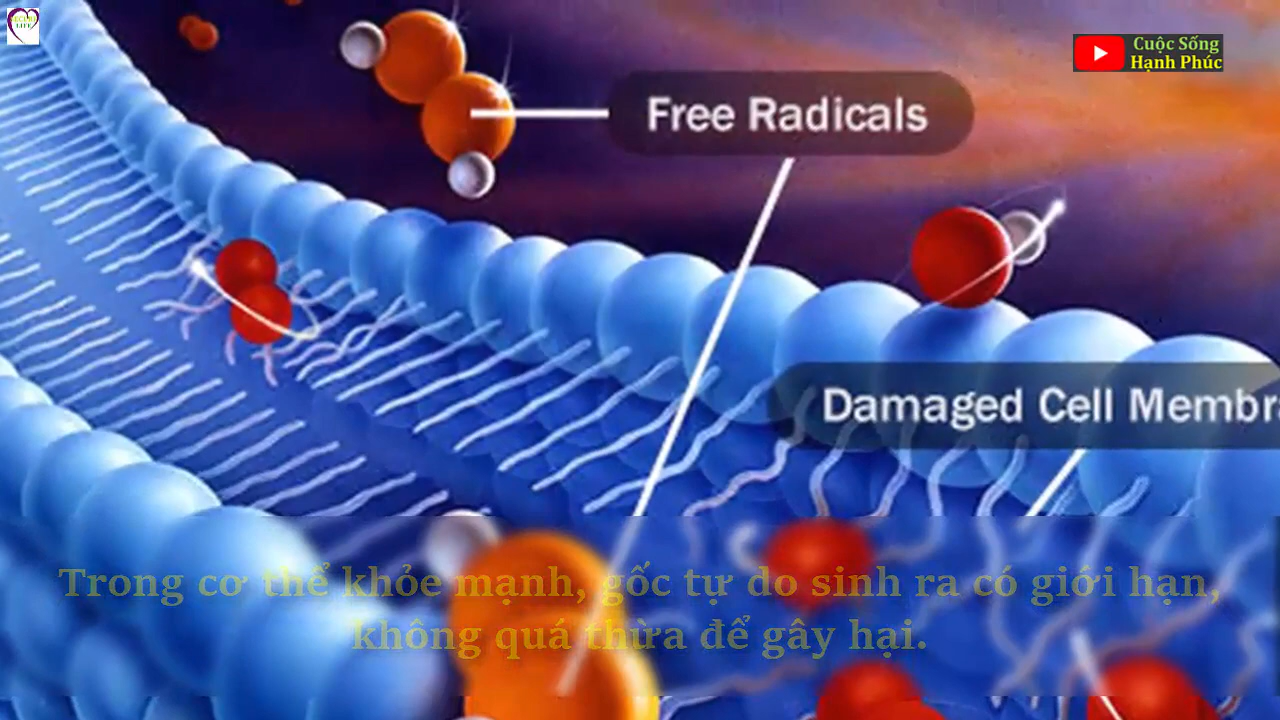 Cuộc Sống
Hạnh Phúc
Free Radicals
Damaged Cell Membr
Trong cơ thể khỏe mạnh, gốc tự do sinh ra có giới hạn,
không quá thừa để gây hại.